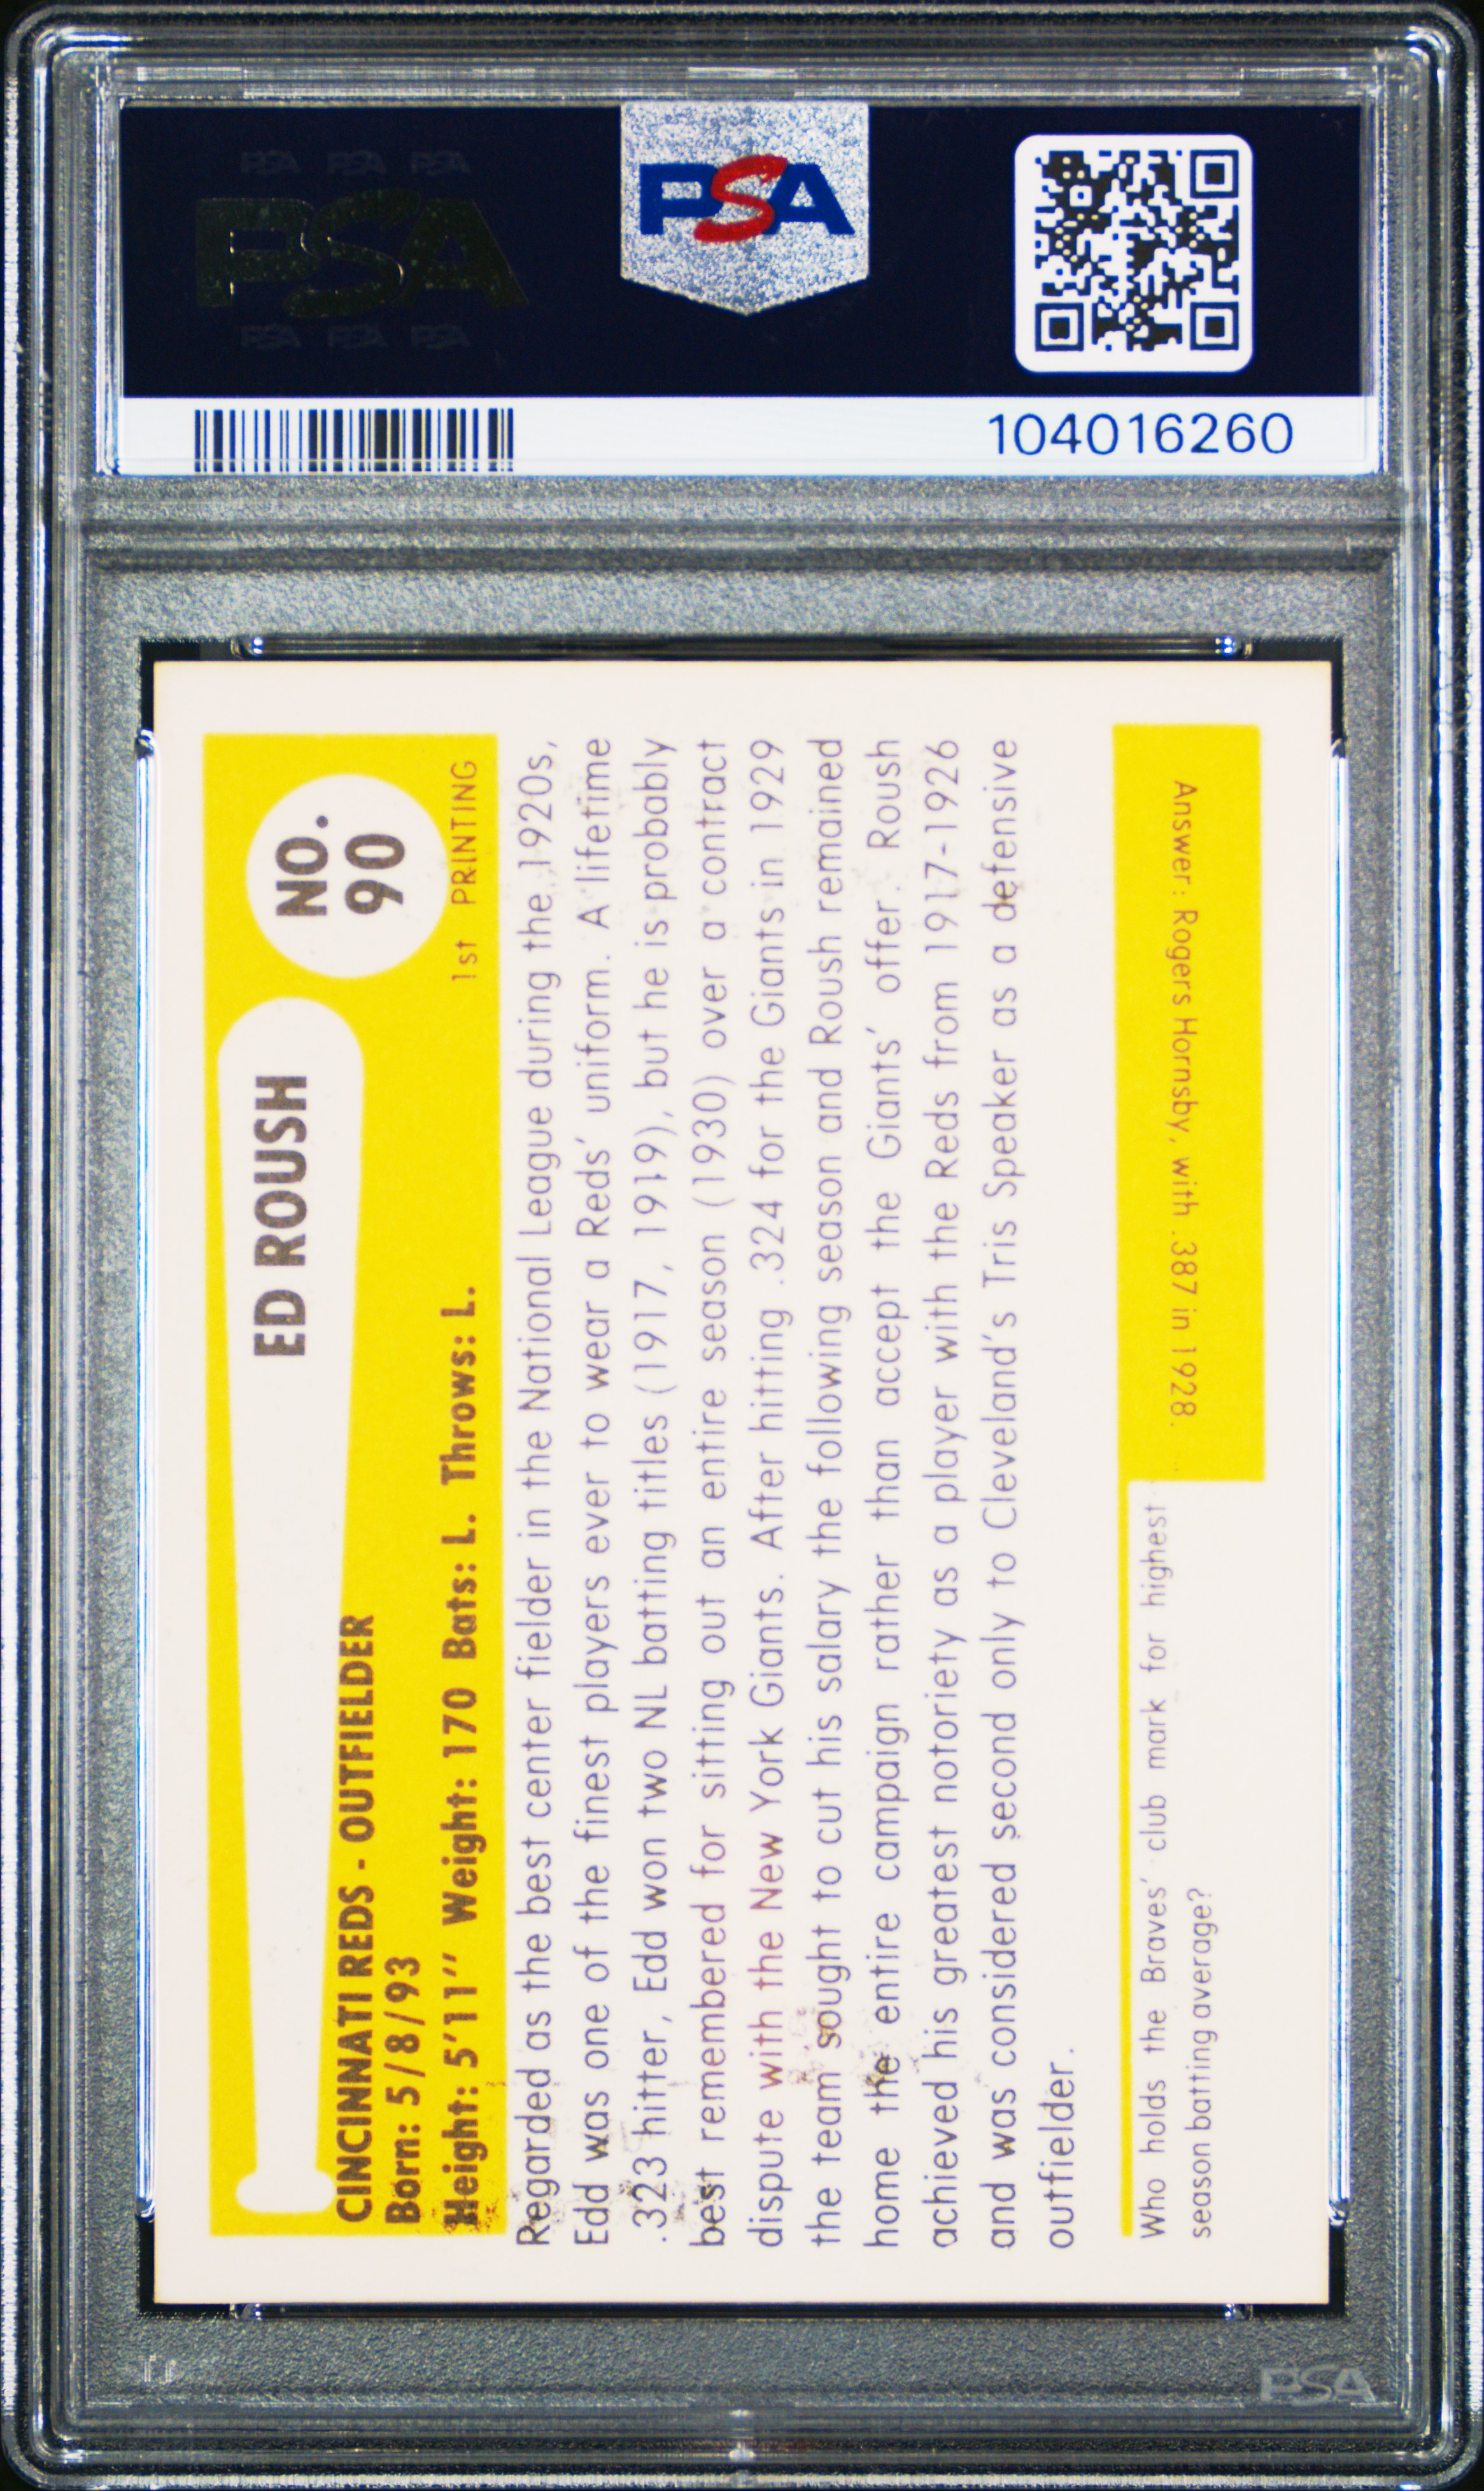 PSA PSA PSA
PSA
PSA PSA PSA
PSA
104016260
NO.
90
1st PRINTING
ED ROUSH
CINCINNATI REDS - OUTFIELDER
Born: 5/8/93
Height: 5'11" Weight: 170 Bats: L. Throws: L.
Regarded as the best center fielder in the National League during the 1920s,
Edd was one of the finest players ever to wear a Reds' uniform. A lifetime
.323 hitter, Edd won two NL batting titles (1917, 1919), but he is probably
best remembered for sitting out an entire season (1930) over a contract
dispute with the New York Giants. After hitting .324 for the Giants in 1929
the team sought to cut his salary the following season and Roush remained
home the entire campaign rather than accept the Giants' offer. Roush
achieved his greatest notoriety as a player with the Reds from 1917-1926
and was considered second only to Cleveland's Tris Speaker as a defensive
outfielder.
Who holds the Braves' club mark for highest
season batting average?
Answer: Rogers Hornsby, with .387 in 1928.
PSA